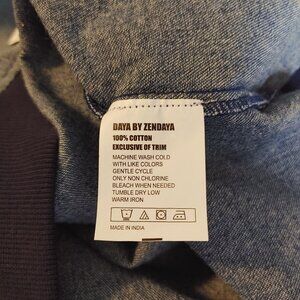 DAYA BY ZENDAYA
100% COTTON
EXCLUSIVE OF TRIM
MACHINE WASH COLD
WITH LIKE COLORS
GENTLE CYCLE
ONLY NON CHLORINE
BLEACH WHEN NEEDED
TUMBLE DRY LOW
WARM IRON
MADE IN INDIA